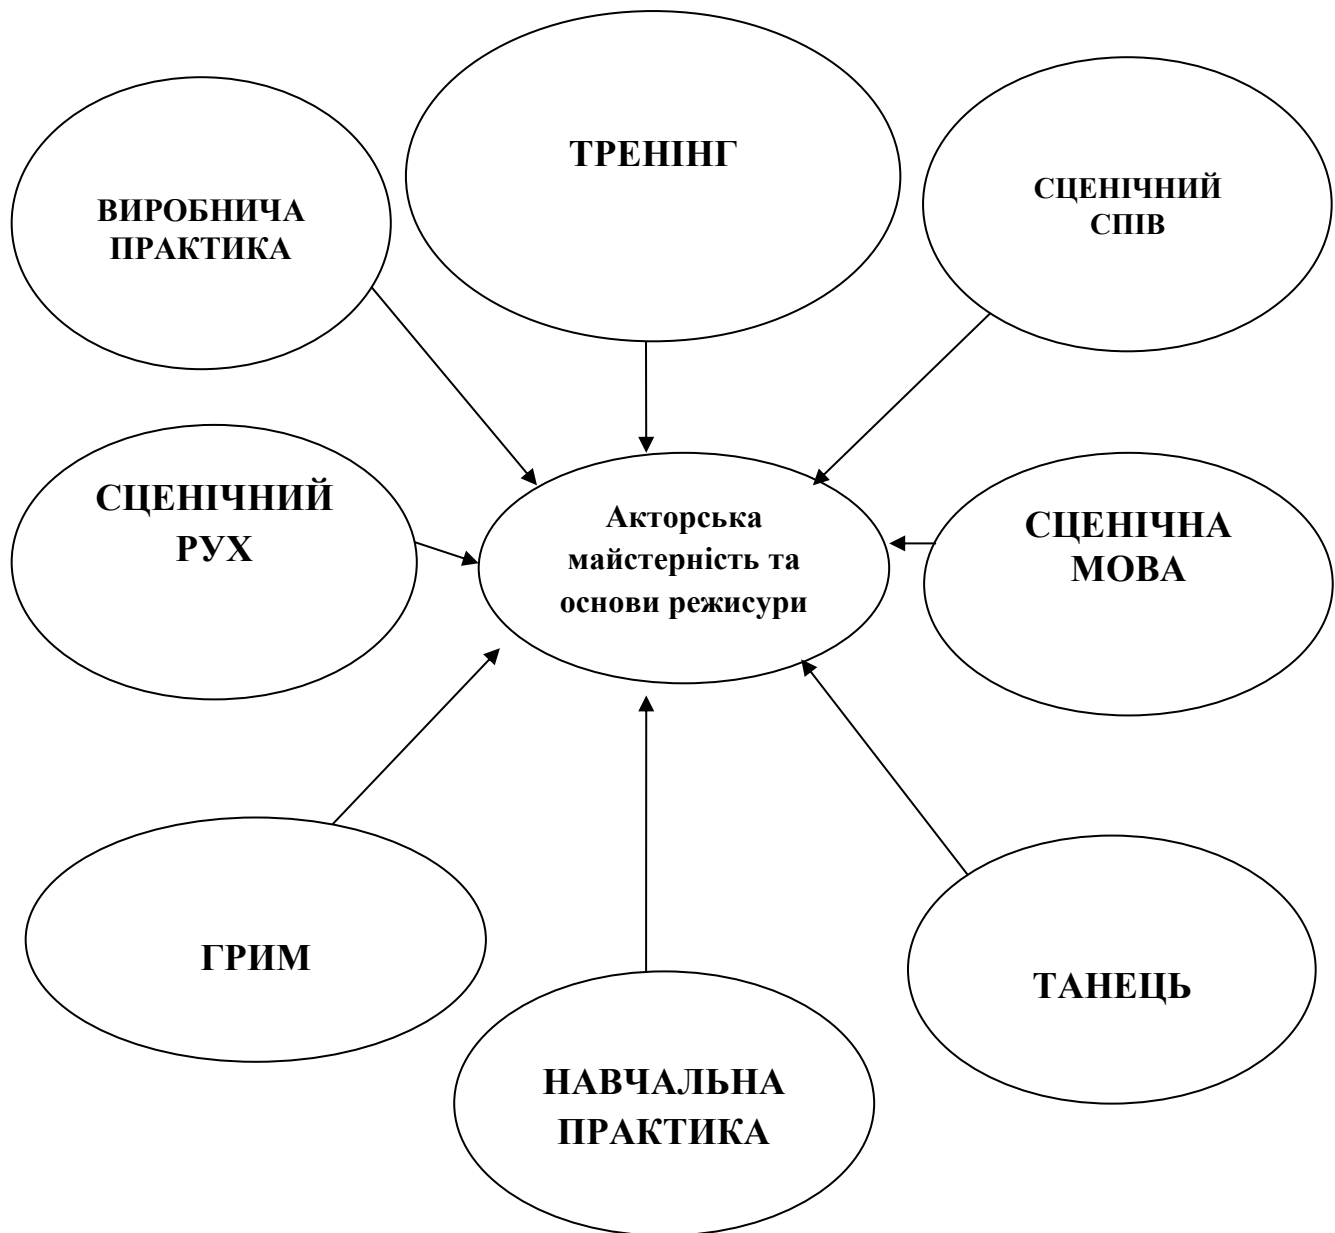 ТРЕНІНГ
ВИРОБНИЧА
ПРАКТИКА
СЦЕНІЧНИЙ
СПІВ
СЦЕНІЧНИЙ
РУХ
Акторська
майстерність та
основи режисури
СЦЕНІЧНА
МОВА
ГРИМ
ТАНЕЦЬ
НАВЧАЛЬНА
ПРАКТИКА